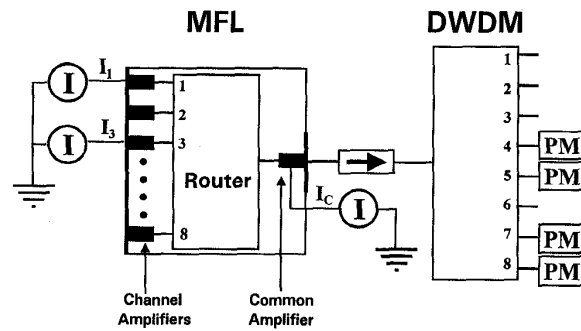 MFL
DWDM
I
I₁
I
I₃
1
2
3
8
Router
I_C
I
1
2
3
4
5
6
7
8
PM
PM
PM
PM
Channel
Amplifiers
Common
Amplifier